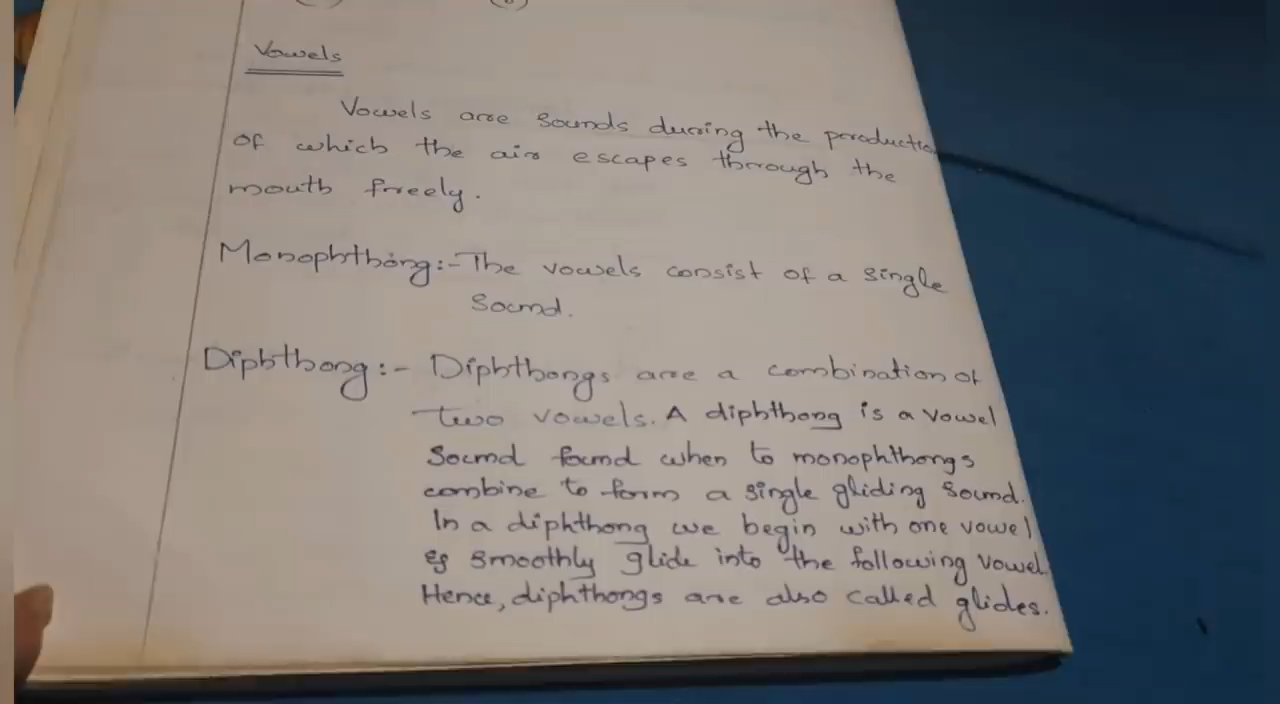 Vowels
Vowels are sounds during the productio
of which the air escapes through the
mouth freely.
Monophthong:- The vowels consist of a single
Sound.
Diphthong:- Diphthongs are a combination of
two vowels. A diphthong is a vowel
Sound found when to monophthongs
combine to form a single gliding sound.
In a diphthong we begin with one vowel
& smoothly glide into the following vowel.
Hence, diphthongs are also called glides.